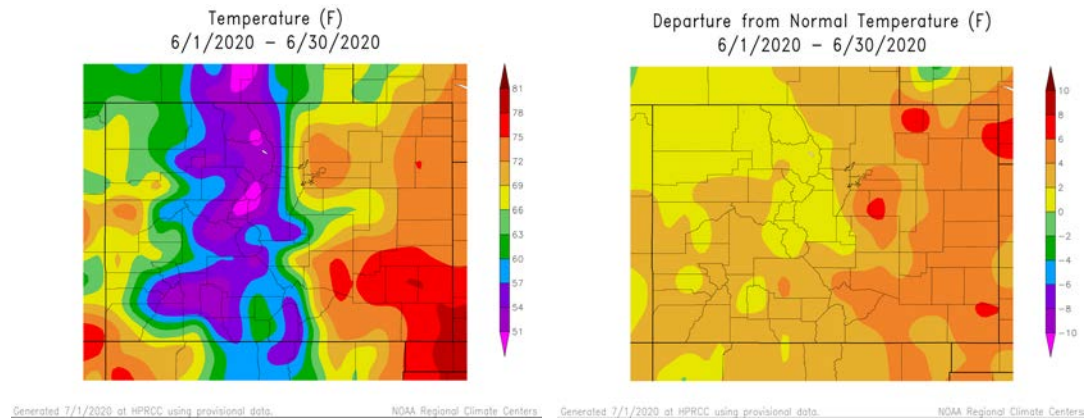 Temperature (F)
6/1/2020 – 6/30/2020
81
78
75
72
69
66
63
60
57
54
51
Generated 7/1/2020 at HPRCC using provisional data.
NOAA Regional Climate Centers
Departure from Normal Temperature (F)
6/1/2020 – 6/30/2020
10
8
6
4
2
0
-2
-4
-6
-8
-10
Generated 7/1/2020 at HPRCC using provisional data.
NOAA Regional Climate Centers